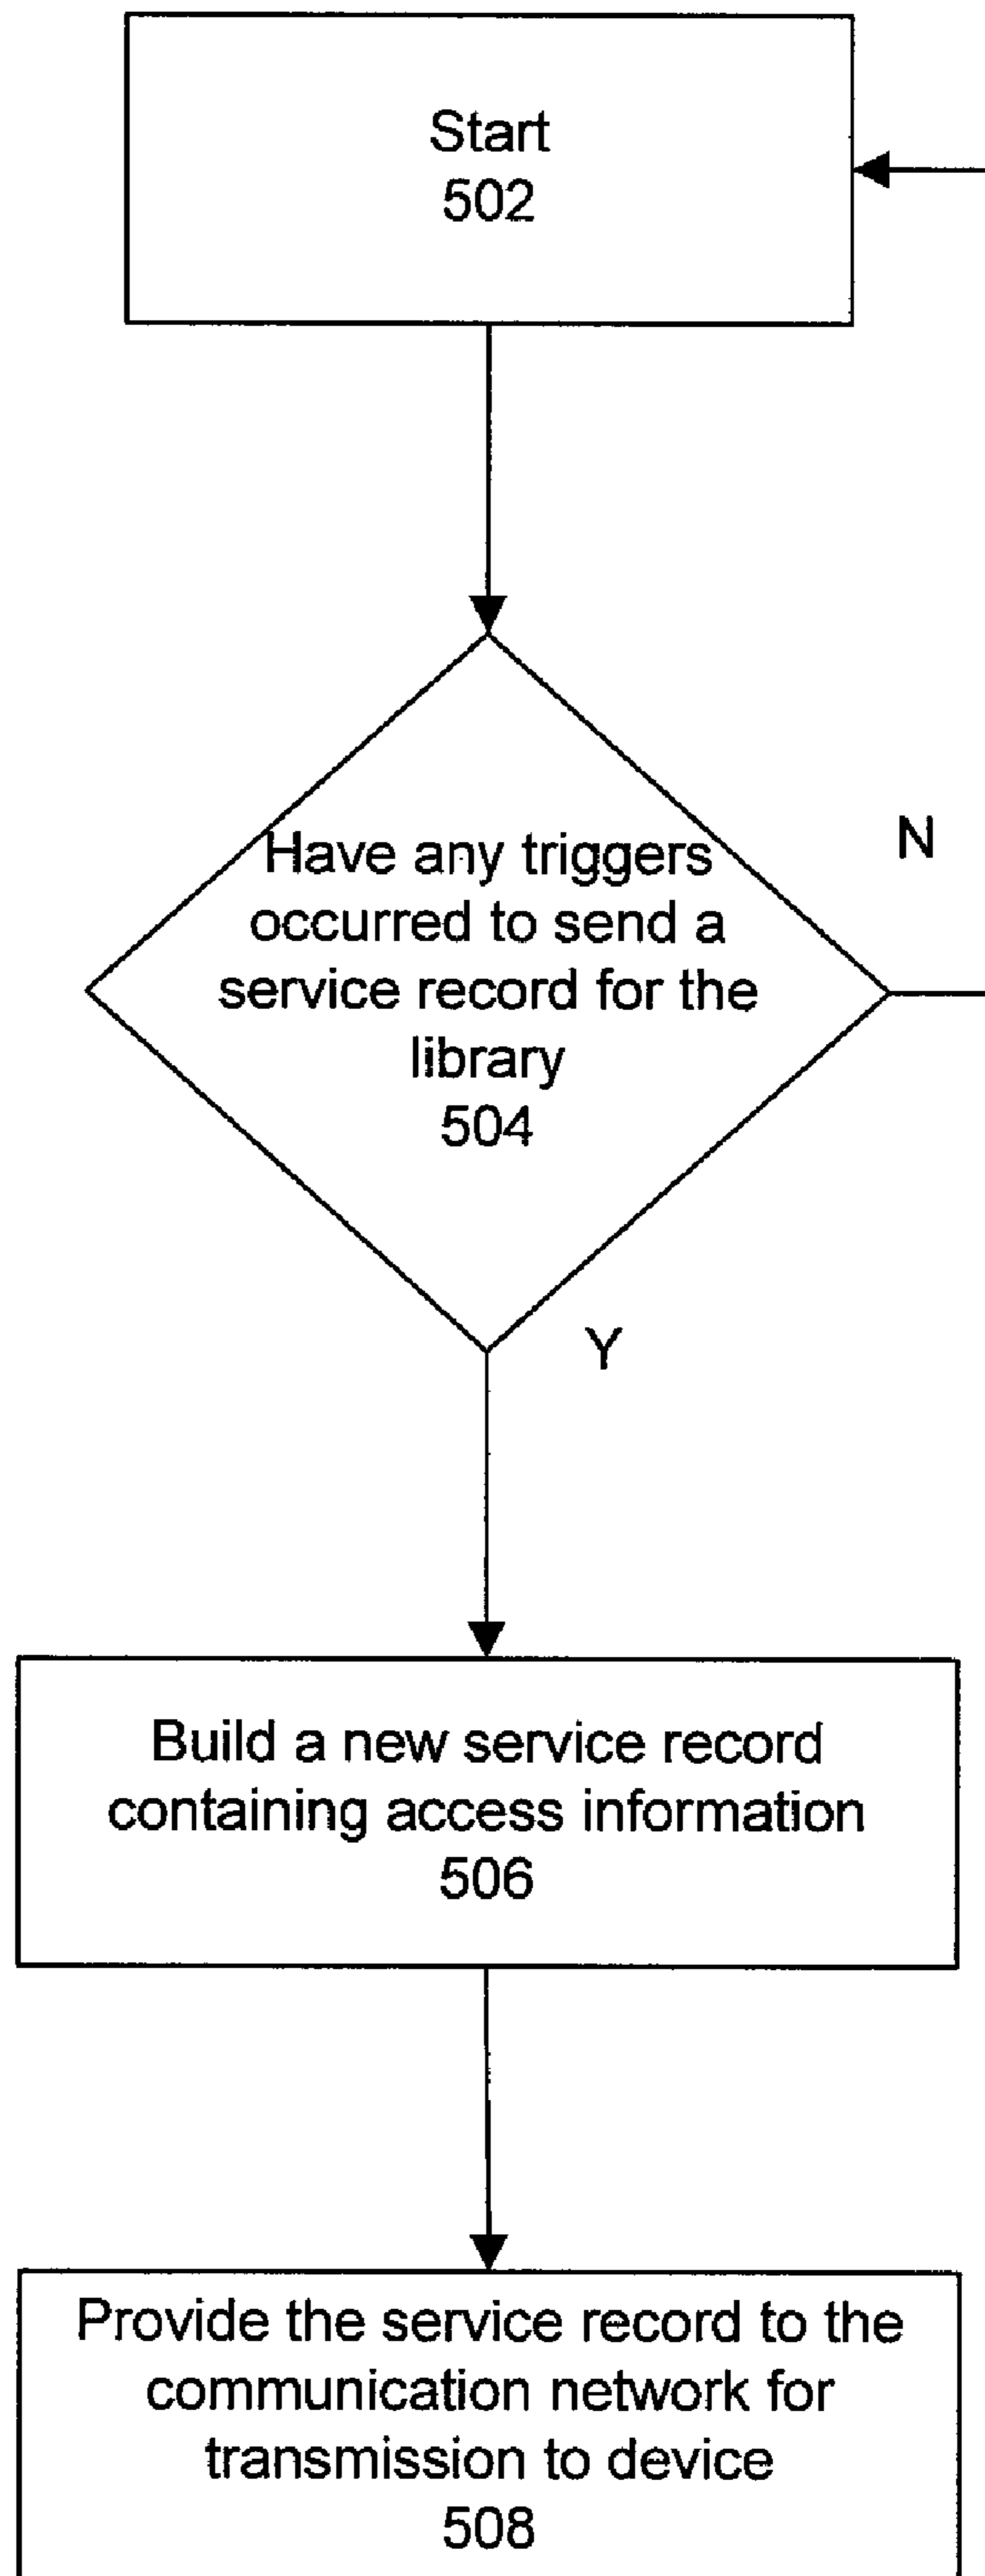 Start
502
Have any triggers
occurred to send a
service record for the
library
504
N
Y
Build a new service record
containing access information
506
Provide the service record to the
communication network for
transmission to device
508